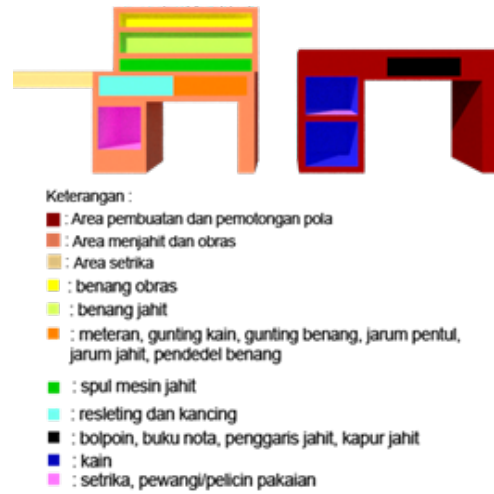 Keterangan :
: Area pembuatan dan pemotongan pola
: Area menjahit dan obras
: Area setrika
: benang obras
: benang jahit
: meteran, gunting kain, gunting benang, jarum pentul,
jarum jahit, pendedel benang
: spul mesin jahit
: resleting dan kancing
: bolpoin, buku nota, penggaris jahit, kapur jahit
: kain
: setrika, pewangi/pelicin pakaian